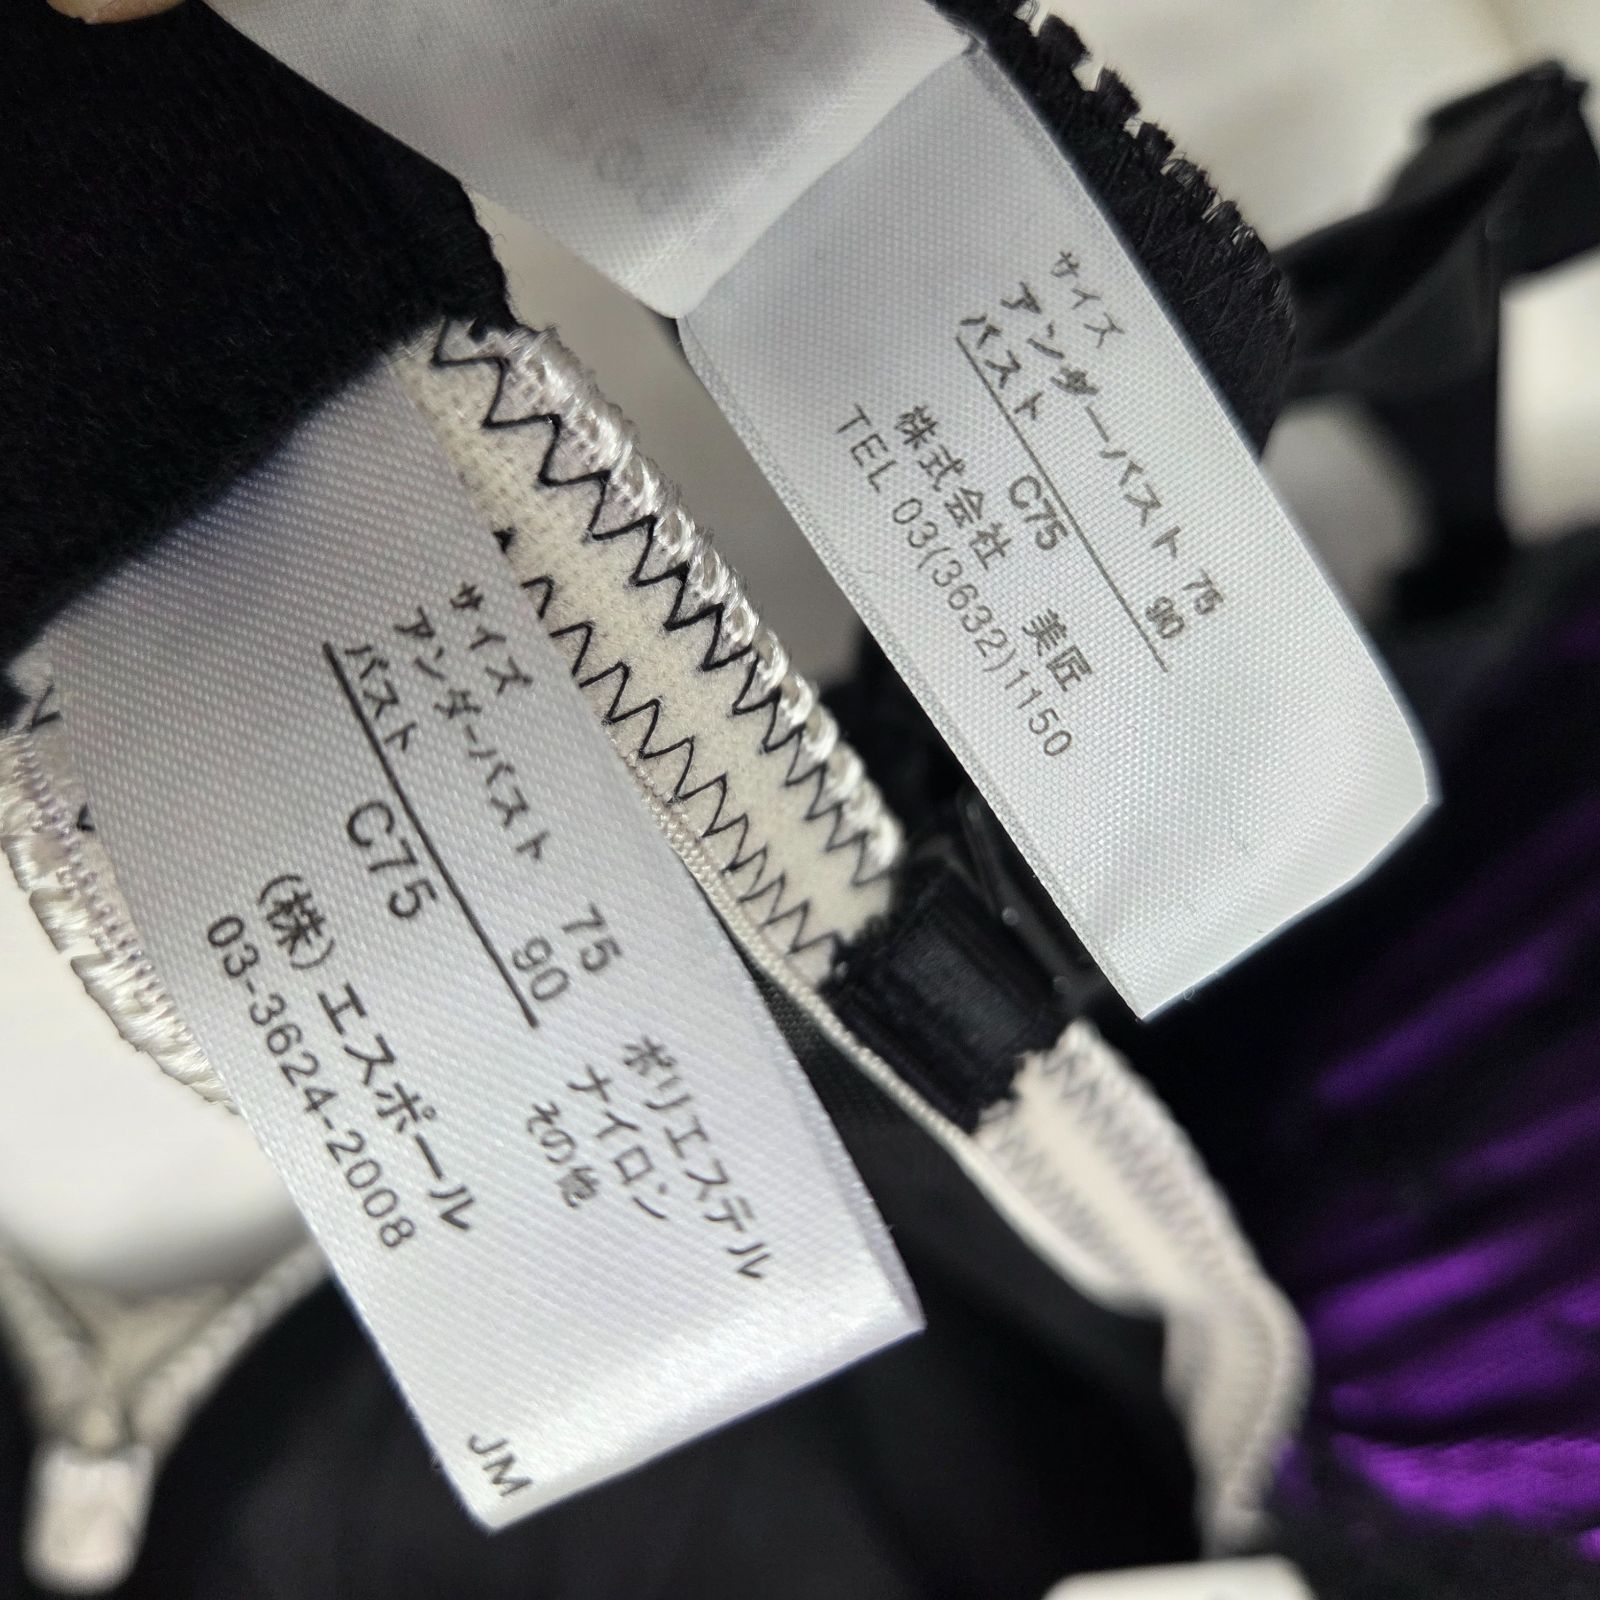 サイズ
アンダーバスト 75
バスト 90
C75
株式会社 美匠
TEL 03(3632)1150
サイズ
アンダーバスト 75
バスト 90
C75
ポリエステル
ナイロン
その他
(株)エスポール
03-3624-2008
JM